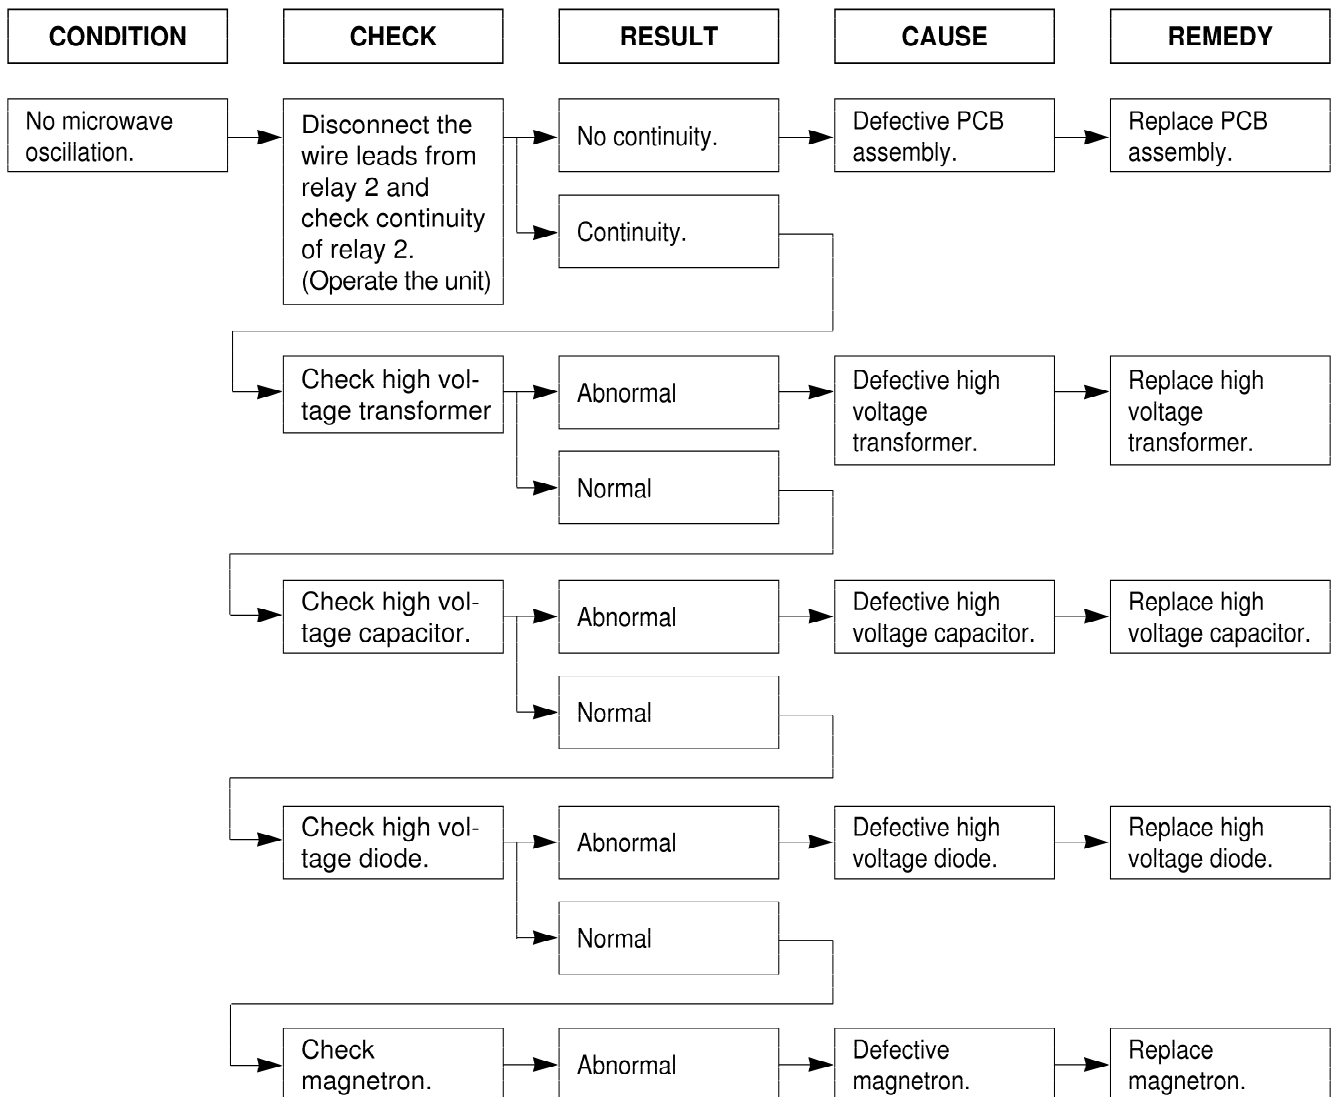 CONDITION
CHECK
RESULT
CAUSE
REMEDY
No microwave
oscillation.
Disconnect the
wire leads from
relay 2 and
check continuity
of relay 2.
(Operate the unit)
No continuity.
Defective PCB
assembly.
Replace PCB
assembly.
Continuity.
Check high vol-
tage transformer
Abnormal
Defective high
voltage
transformer.
Replace high
voltage
transformer.
Normal
Check high vol-
tage capacitor.
Abnormal
Defective high
voltage capacitor.
Replace high
voltage capacitor.
Normal
Check high vol-
tage diode.
Abnormal
Defective high
voltage diode.
Replace high
voltage diode.
Normal
Check
magnetron.
Abnormal
Defective
magnetron.
Replace
magnetron.